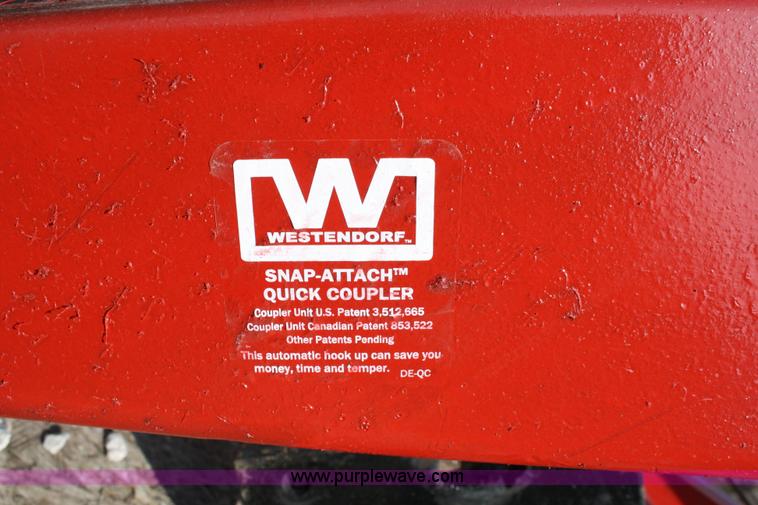 W
WESTENDORF™
SNAP-ATTACH™
QUICK COUPLER
Coupler Unit U.S. Patent 3,512,665
Coupler Unit Canadian Patent 853,522
Other Patents Pending
This automatic hook up can save you
money, time and temper. DE-QC
www.purplewave.com